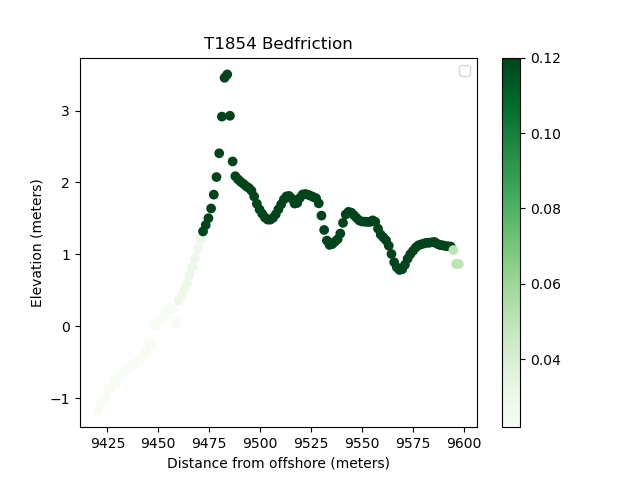 T1854 Bedfriction
Elevation (meters)
3
2
1
0
−1
9425 9450 9475 9500 9525 9550 9575 9600
Distance from offshore (meters)
0.12
0.10
0.08
0.06
0.04